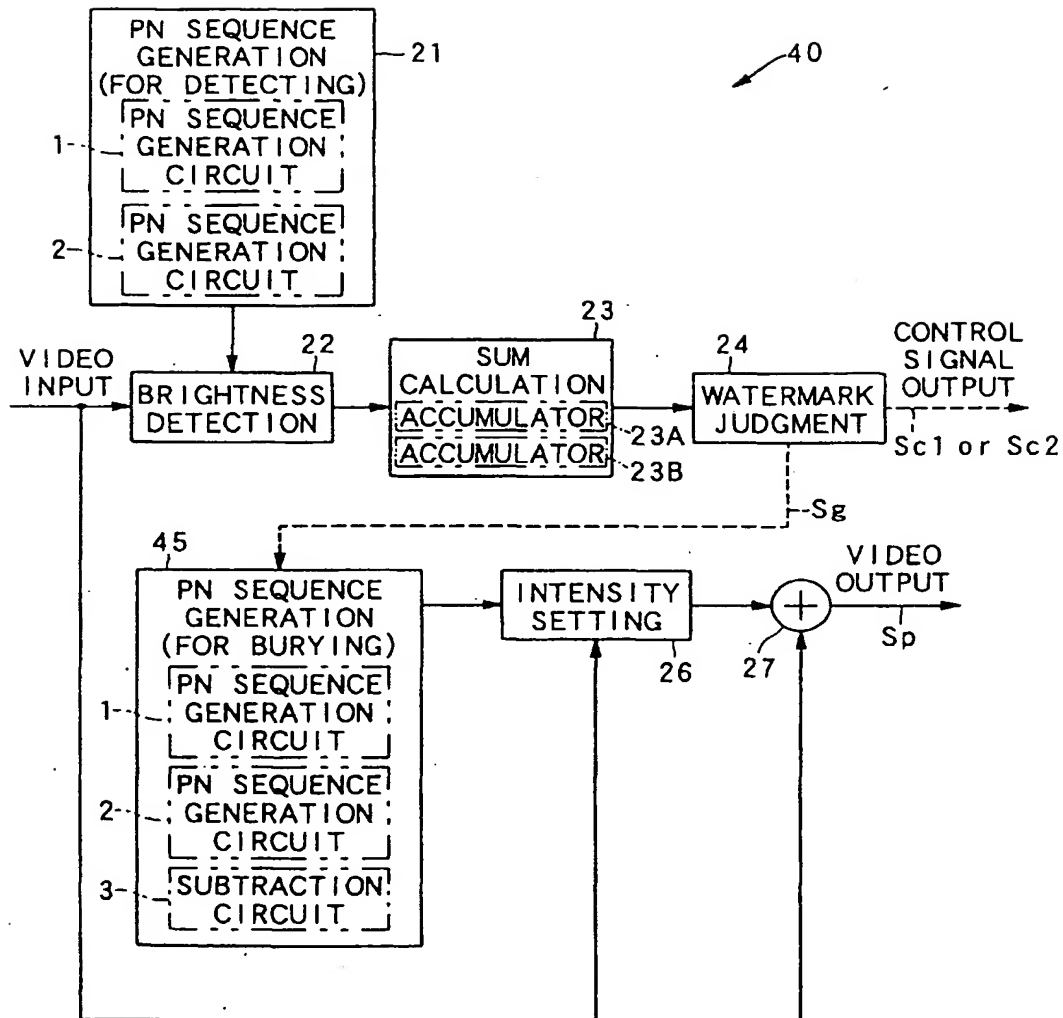 PN SEQUENCE
GENERATION
(FOR DETECTING)
21
40
1
PN SEQUENCE
GENERATION
CIRCUIT
2
PN SEQUENCE
GENERATION
CIRCUIT
VIDEO
INPUT
22
BRIGHTNESS
DETECTION
23
SUM
CALCULATION
ACCUMULATOR
23A
ACCUMULATOR
23B
24
WATERMARK
JUDGMENT
CONTROL
SIGNAL
OUTPUT
Sc1 or Sc2
Sg
45
PN SEQUENCE
GENERATION
(FOR BURYING)
1
PN SEQUENCE
GENERATION
CIRCUIT
2
PN SEQUENCE
GENERATION
CIRCUIT
3
SUBTRACTION
CIRCUIT
INTENSITY
SETTING
26
+
27
VIDEO
OUTPUT
Sp